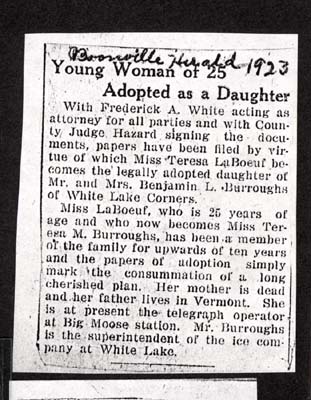 Boonville Herald 1923
Young Woman of 25
Adopted as a Daughter
With Frederick A. White acting as
attorney for all parties and with Coun-
ty Judge Hazard signing the docu-
ments, papers have been filed by vir-
tue of which Miss Teresa LaBoeuf be-
comes the legally adopted daughter of
Mr. and Mrs. Benjamin L. Burroughs
of White Lake Corners.
Miss LaBoeuf, who is 25 years of
age and who now becomes Miss Ter-
esa M. Burroughs, has been a member
of the family for upwards of ten years
and the papers of adoption simply
mark the consummation of a long
cherished plan. Her mother is dead
and her father lives in Vermont. She
is at present the telegraph operator
at Big Moose station. Mr. Burroughs
is the superintendent of the ice com-
pany at White Lake.